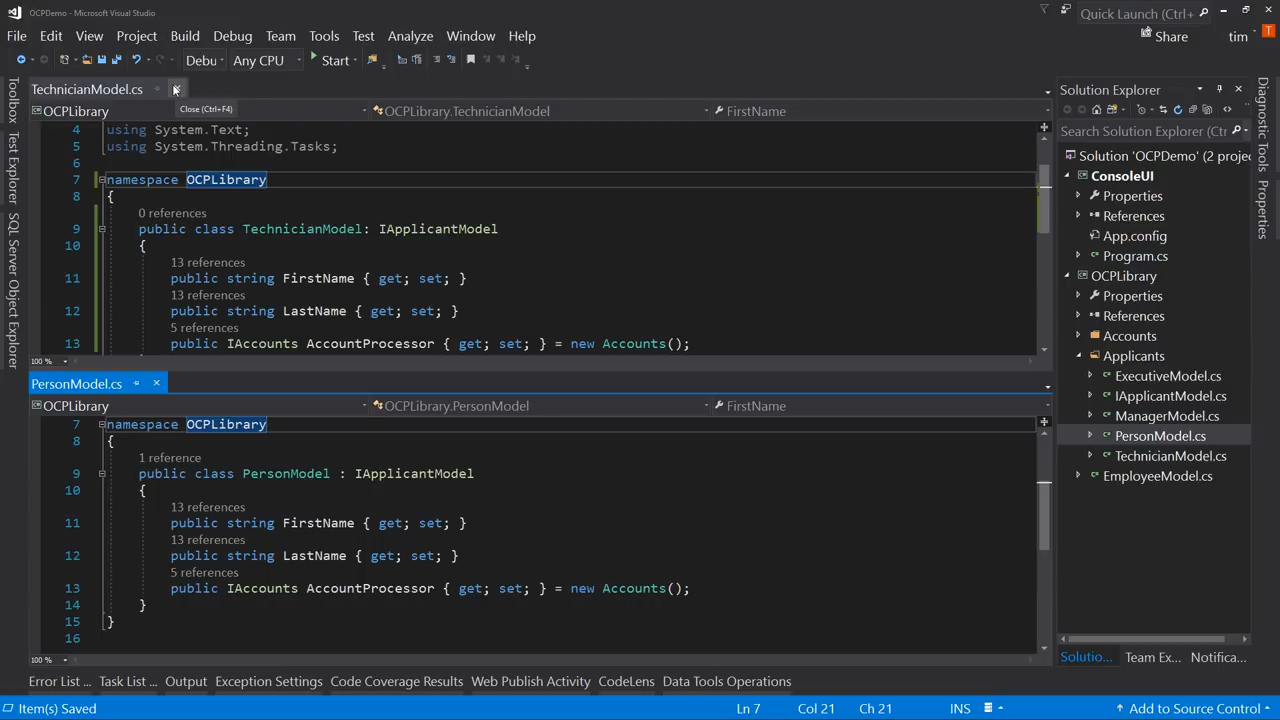 OCPDemo - Microsoft Visual Studio
Quick Launch (Ctrl+
File Edit View Project Build Debug Team Tools Test Analyze Window Help
Share
tim
T
Debu
Any CPU
Start
TechnicianModel.cs
Close (Ctrl+F4)
OCPLibrary
OCPLibrary.TechnicianModel
FirstName
4 using System.Text;
5 using System.Threading.Tasks;
6
7 namespace OCPLibrary
8 {
0 references
9 public class TechnicianModel: IApplicantModel
10 {
13 references
11 public string FirstName { get; set; }
13 references
12 public string LastName { get; set; }
5 references
13 public IAccounts AccountProcessor { get; set; } = new Accounts();
100 %
PersonModel.cs
OCPLibrary
OCPLibrary.PersonModel
FirstName
7 namespace OCPLibrary
8 {
1 reference
9 public class PersonModel : IApplicantModel
10 {
13 references
11 public string FirstName { get; set; }
13 references
12 public string LastName { get; set; }
5 references
13 public IAccounts AccountProcessor { get; set; } = new Accounts();
14 }
15 }
16
100 %
Toolbox
Test Explorer
SQL Server Object Explorer
Solution Explorer
Search Solution Explorer (Ctrl
Solution 'OCPDemo' (2 projec
ConsoleUI
Properties
References
App.config
Program.cs
OCPLibrary
Properties
References
Accounts
Applicants
ExecutiveModel.cs
IApplicantModel.cs
ManagerModel.cs
PersonModel.cs
TechnicianModel.cs
EmployeeModel.cs
Solutio... Team Ex... Notifica...
Diagnostic Tools
Properties
Error List ... Task List ... Output Exception Settings Code Coverage Results Web Publish Activity CodeLens Data Tools Operations
Item(s) Saved
Ln 7 Col 21 Ch 21 INS
Add to Source Control